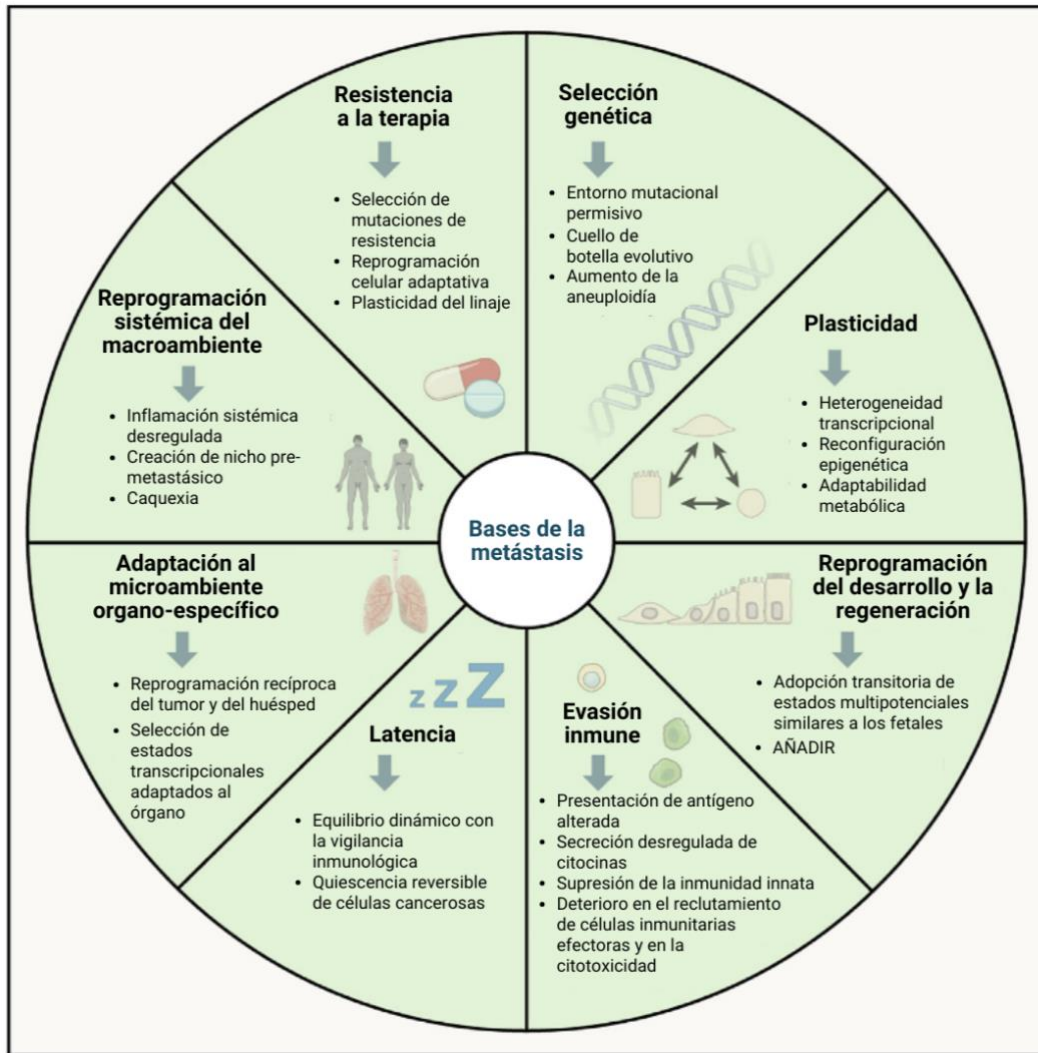 Resistencia
a la terapia
• Selección de
mutaciones de
resistencia
• Reprogramación
celular adaptativa
• Plasticidad del linaje
Selección
genética
• Entorno mutacional
permisivo
• Cuello de
botella evolutivo
• Aumento de la
aneuploidía
Plasticidad
• Heterogeneidad
transcripcional
• Reconfiguración
epigenética
• Adaptabilidad
metabólica
Reprogramación
del desarrollo y la
regeneración
• Adopción transitoria de
estados multipotenciales
similares a los fetales
• AÑADIR
Evasión
inmune
• Presentación de antígeno
alterada
• Secreción desregulada de
citocinas
• Supresión de la inmunidad innata
• Deterioro en el reclutamiento
de células inmunitarias
efectoras y en la
citotoxicidad
z z Z
Latencia
• Equilibrio dinámico con
la vigilancia
inmunológica
• Quiescencia reversible
de células cancerosas
Adaptación al
microambiente
organo-específico
• Reprogramación recíproca
del tumor y del huésped
• Selección de
estados
transcripcionales
adaptados al
órgano
Reprogramación
sistémica del
macroambiente
• Inflamación sistémica
desregulada
• Creación de nicho pre-
metastásico
• Caquexia
Bases de la
metástasis